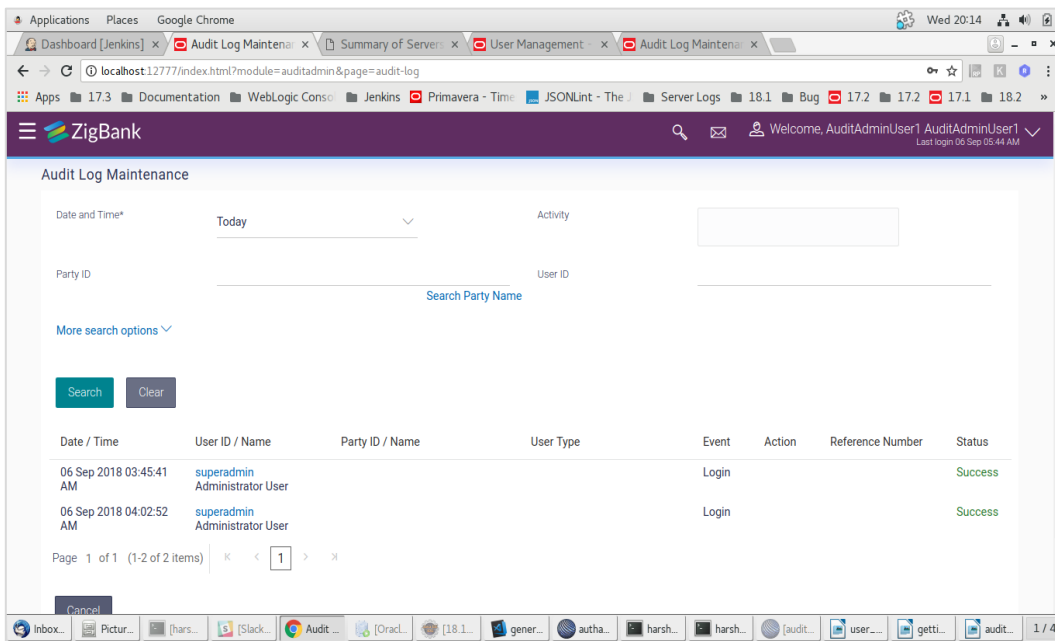 Applications Places Google Chrome Wed 20:14
Dashboard [Jenkins] × Audit Log Maintenan × Summary of Servers × User Management - × Audit Log Maintenan ×
localhost:12777/index.html?module=auditadmin&page=audit-log
Apps 17.3 Documentation WebLogic Conso Jenkins Primavera - Time JSONLint - The J Server Logs 18.1 Bug 17.2 17.2 17.1 18.2 »
ZigBank Welcome, AuditAdminUser1 AuditAdminUser1
Last login 06 Sep 05:44 AM
Audit Log Maintenance
Date and Time* Today Activity
Party ID User ID
Search Party Name
More search options
Search Clear
Date / Time User ID / Name Party ID / Name User Type Event Action Reference Number Status
06 Sep 2018 03:45:41 superadmin Login Success
AM Administrator User
06 Sep 2018 04:02:52 superadmin Login Success
AM Administrator User
Page 1 of 1 (1-2 of 2 items) K < 1 > X
Cancel
Inbox... Pictur... [hars... [Slack... Audit ... [Oracl... [18.1... gener... autha... harsh... harsh... [audit... user_... getti... audit... 1 / 4